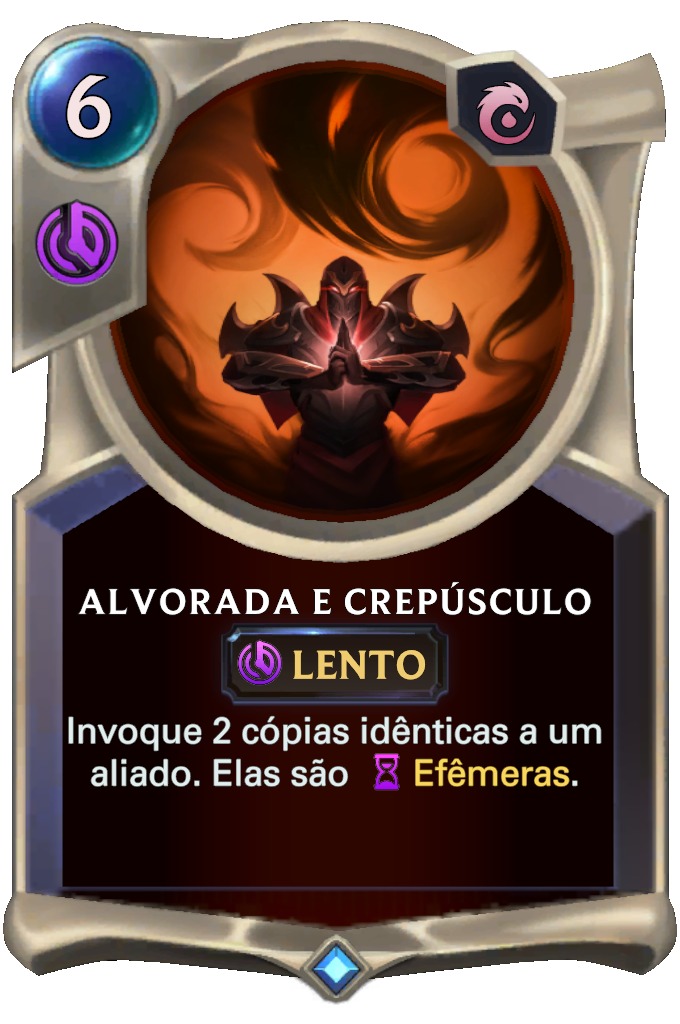 6
ALVORADA E CREPÚSCULO
LENTO
Invoque 2 cópias idênticas a um
aliado. Elas são Efêmeras.